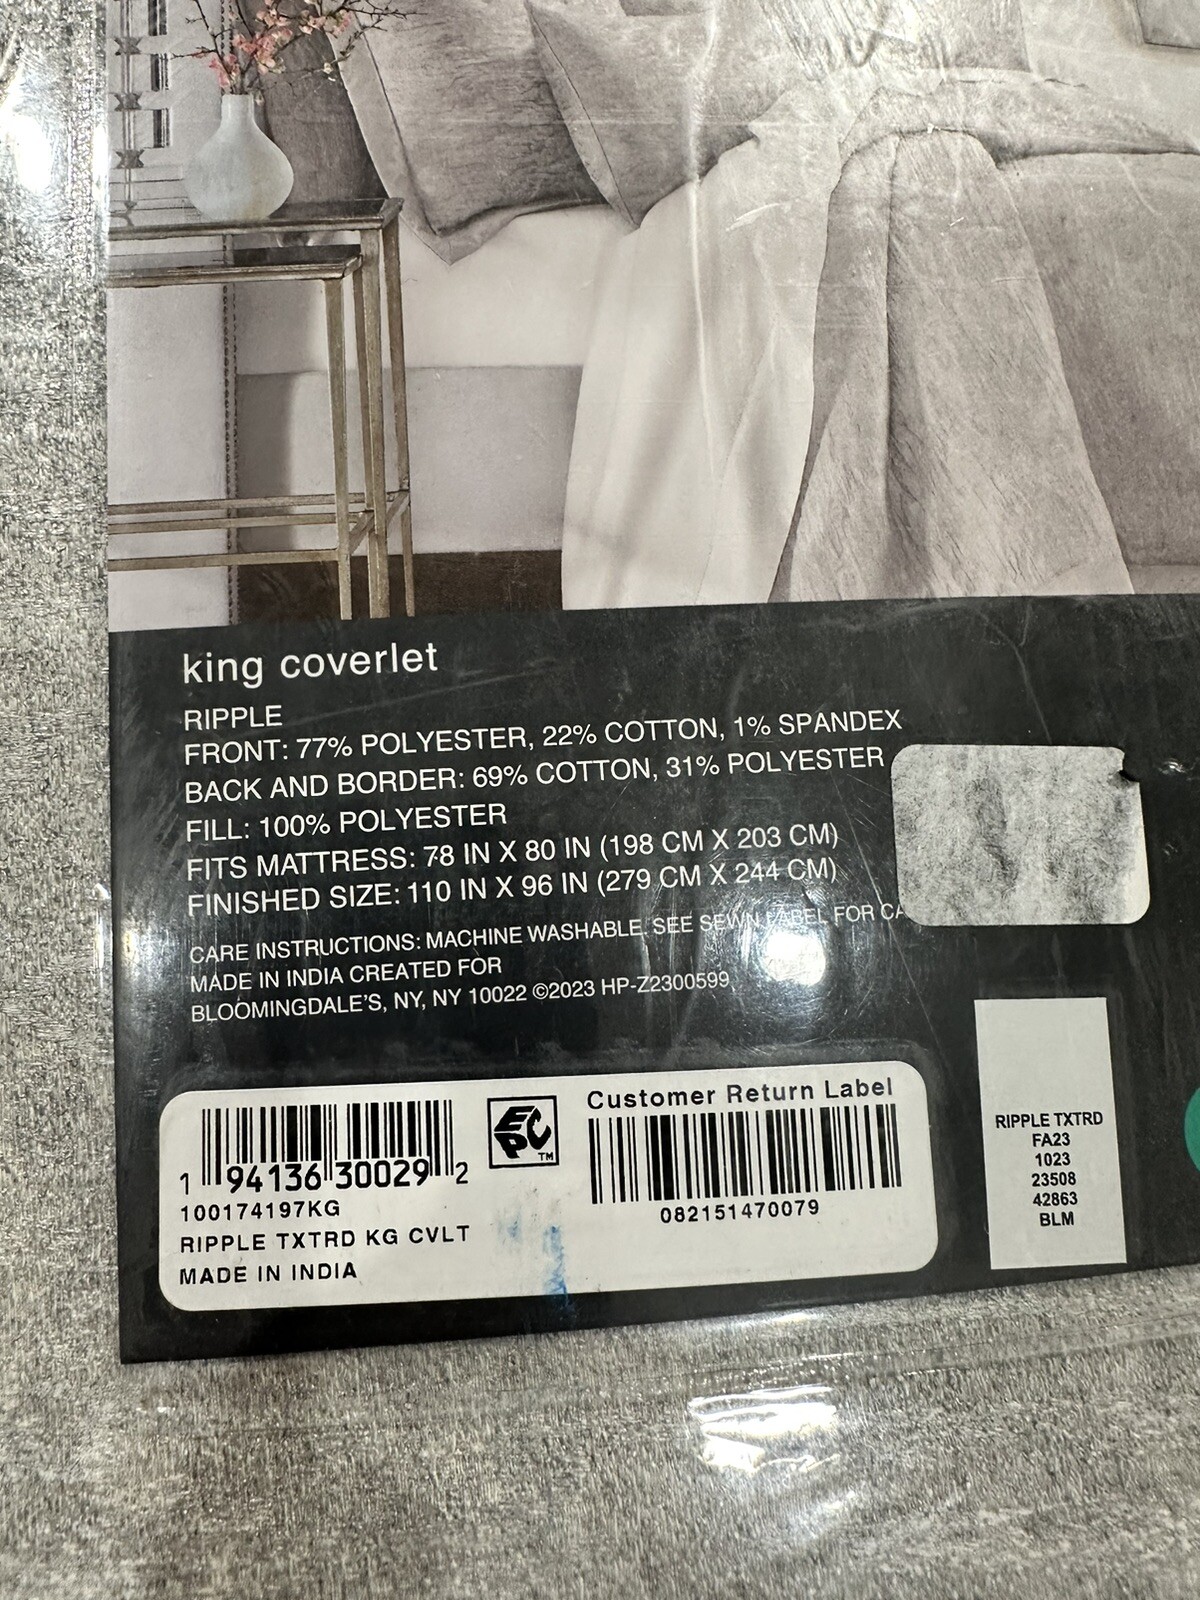 king coverlet
RIPPLE
FRONT: 77% POLYESTER, 22% COTTON, 1% SPANDEX
BACK AND BORDER: 69% COTTON, 31% POLYESTER
FILL: 100% POLYESTER
FITS MATTRESS: 78 IN X 80 IN (198 CM X 203 CM)
FINISHED SIZE: 110 IN X 96 IN (279 CM X 244 CM)
CARE INSTRUCTIONS: MACHINE WASHABLE. SEE SEWN LABEL FOR CA
MADE IN INDIA CREATED FOR
BLOOMINGDALE'S, NY, NY 10022 ©2023 HP-Z2300599
1 94136 30029 2
100174197KG
RIPPLE TXTRD KG CVLT
MADE IN INDIA
EPC TM
Customer Return Label
082151470079
RIPPLE TXTRD
FA23
1023
23508
42863
BLM